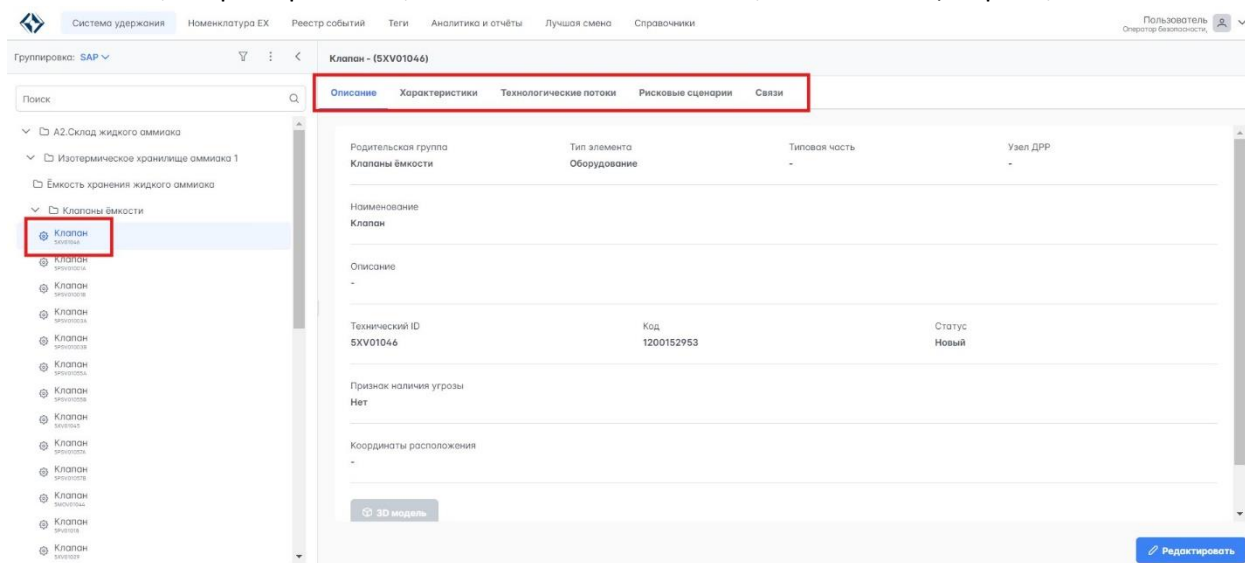 Система удержания Номенклатура EX Реестр событий Теги Аналитика и отчёты Лучшая смена Справочники Пользователь
Оператор безопасности,
Группировка: SAP
Клапан - (5XV01046)
Поиск
Описание Характеристики Технологические потоки Рисковые сценарии Связи
А2.Склад жидкого аммиака
Изотермическое хранилище аммиака 1
Ёмкость хранения жидкого аммиака
Клапаны ёмкости
Клапан
5XV01046
Клапан
Клапан
Клапан
Клапан
Клапан
Клапан
Клапан
Клапан
Клапан
Клапан
Клапан
Клапан
Родительская группа Тип элемента Типовая часть Узел ДРР
Клапаны ёмкости Оборудование - -
Наименование
Клапан
Описание
-
Технический ID Код Статус
5XV01046 1200152953 Новый
Признак наличия угрозы
Нет
Координаты расположения
-
3D модель
Редактировать